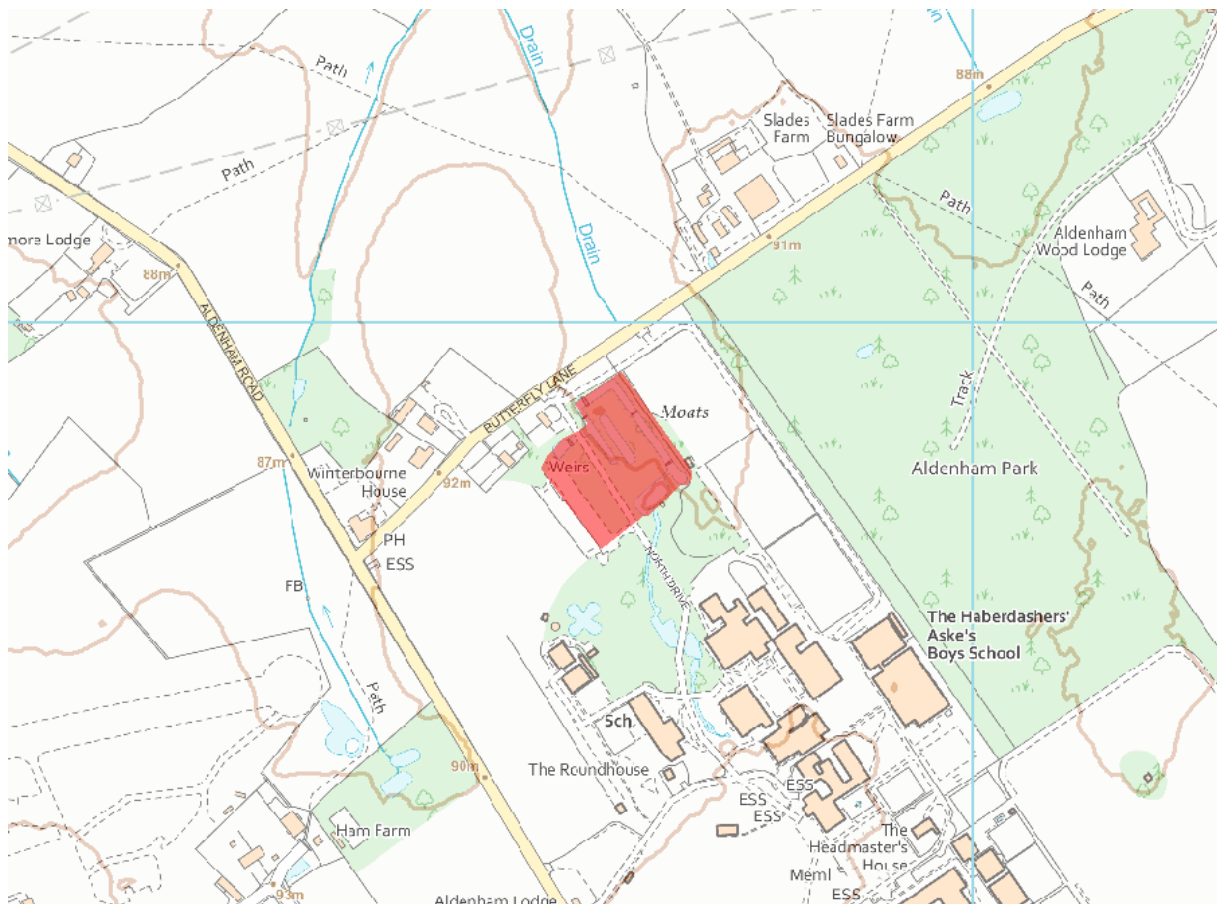 Drain
Path
88m
Drain
Slades
Farm
Slades Farm
Bungalow
Path
Path
Aldenham
Wood Lodge
more Lodge
88m
Drain
91m
Path
ALDENHAM ROAD
BUTTERFLY LANE
Track
Moats
Weirs
Aldenham Park
87m
Winterbourne
House
92m
PH
ESS
FB
NORTH DRIVE
The Haberdashers'
Aske's
Boys School
Path
Sch
90m
The Roundhouse
ESS
ESS
ESS
Ham Farm
The
Headmaster's
House
Meml
ESS
93m
Aldenham Lodge